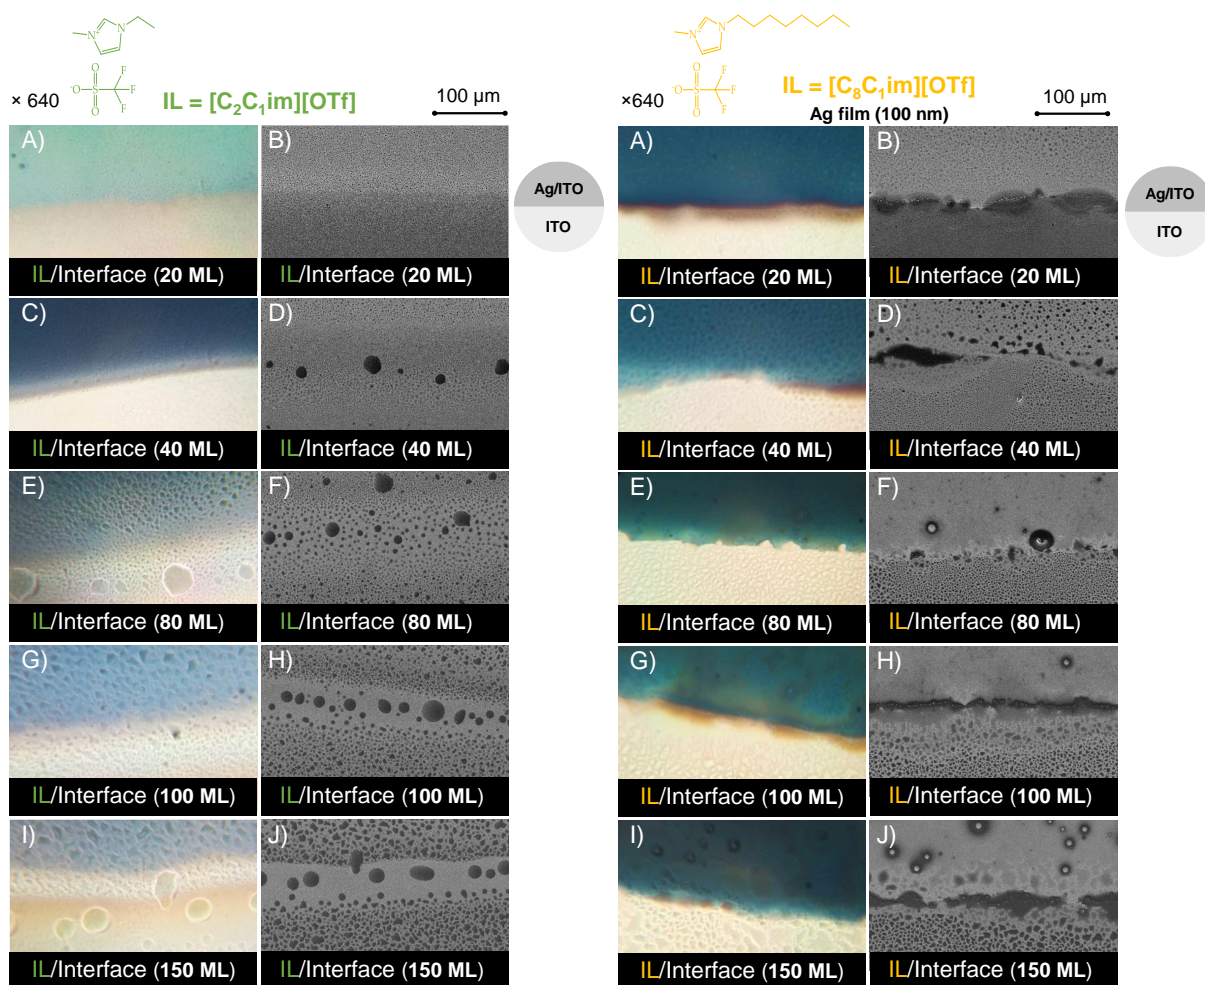 N⁺
N
O
⁻O
S
F
F
O
F
× 640
IL = [C₂C₁im][OTf]
100 µm
A)
B)
IL/Interface (20 ML)
IL/Interface (20 ML)
Ag/ITO
ITO
C)
D)
IL/Interface (40 ML)
IL/Interface (40 ML)
E)
F)
IL/Interface (80 ML)
IL/Interface (80 ML)
G)
H)
IL/Interface (100 ML)
IL/Interface (100 ML)
I)
J)
IL/Interface (150 ML)
IL/Interface (150 ML)
N⁺
N
O
⁻O
S
F
F
O
F
×640
IL = [C₈C₁im][OTf]
Ag film (100 nm)
100 µm
A)
B)
IL/Interface (20 ML)
IL/Interface (20 ML)
Ag/ITO
ITO
C)
D)
IL/Interface (40 ML)
IL/Interface (40 ML)
E)
F)
IL/Interface (80 ML)
IL/Interface (80 ML)
G)
H)
IL/Interface (100 ML)
IL/Interface (100 ML)
I)
J)
IL/Interface (150 ML)
IL/Interface (150 ML)